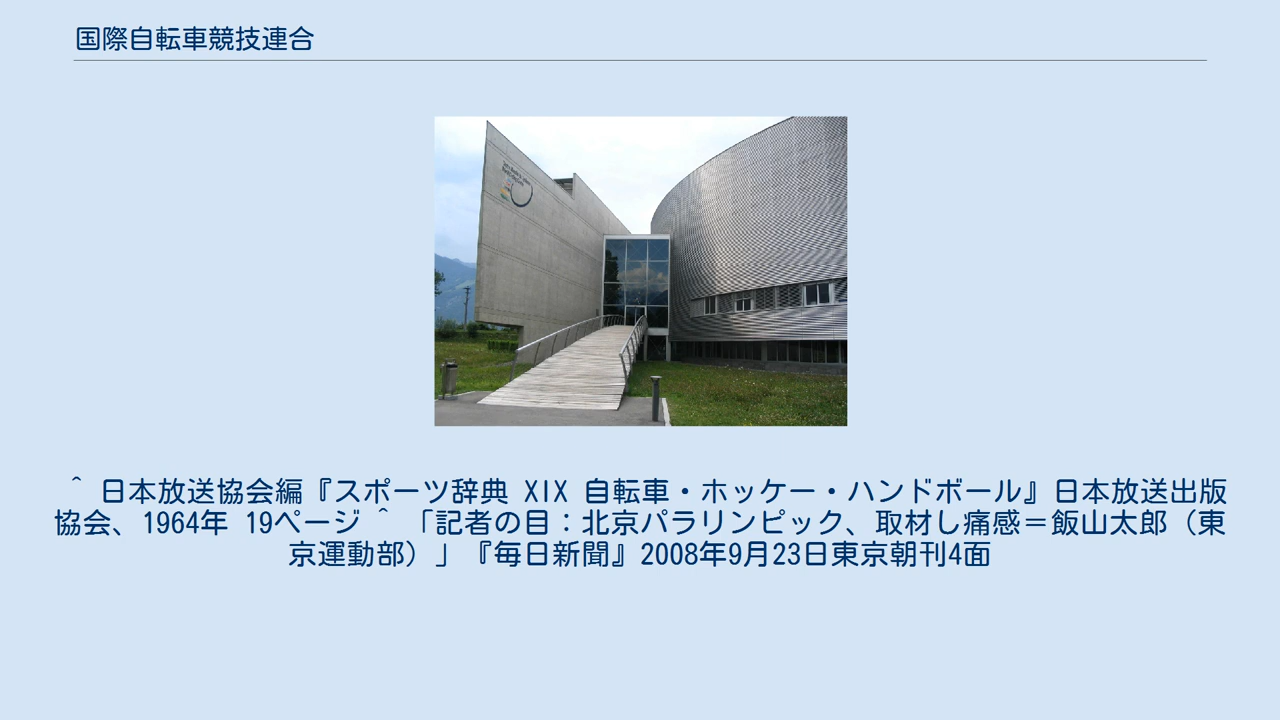 国際自転車競技連合
^ 日本放送協会編『スポーツ辞典 XIX 自転車・ホッケー・ハンドボール』日本放送出版
協会、1964年 19ページ ^ 「記者の目：北京パラリンピック、取材し痛感＝飯山太郎（東
京運動部）」『毎日新聞』2008年9月23日東京朝刊4面